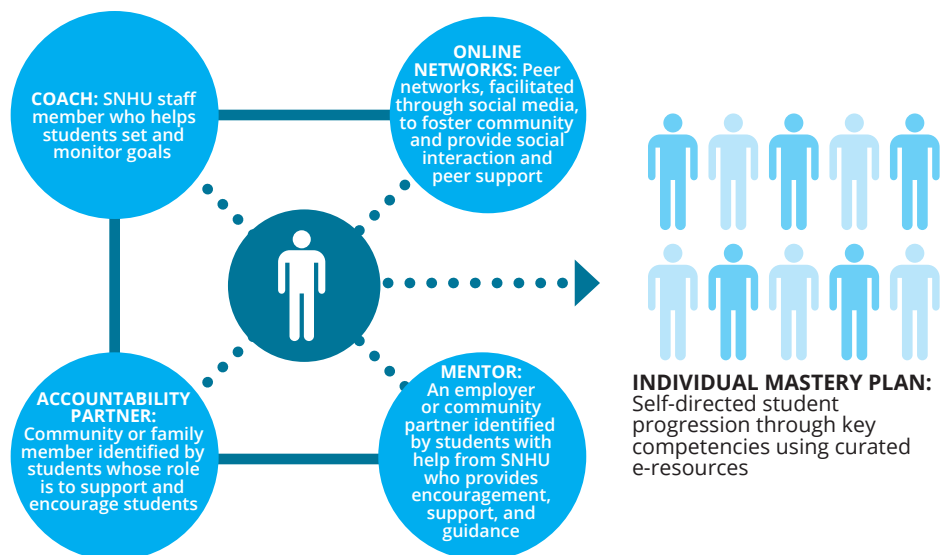 COACH: SNHU staff
member who helps
students set and
monitor goals
ONLINE
NETWORKS: Peer
networks, facilitated
through social media,
to foster community
and provide social
interaction and
peer support
ACCOUNTABILITY
PARTNER:
Community or family
member identified by
students whose role
is to support and
encourage students
MENTOR:
An employer
or community
partner identified
by students with
help from SNHU
who provides
encouragement,
support, and
guidance
INDIVIDUAL MASTERY PLAN:
Self-directed student
progression through key
competencies using curated
e-resources